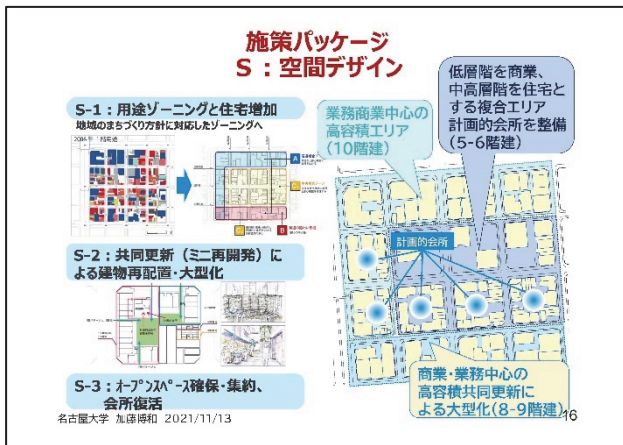 施策パッケージ
S：空間デザイン
S-1：用途ゾーニングと住宅増加
地域のまちづくり方針に対応したゾーニングへ
A
B
S-2：共同更新（ミニ再開発）に
よる建物再配置・大型化
S-3：ｵｰﾌﾟﾝｽﾍﾟｰｽ確保・集約、
会所復活
業務商業中心の
高容積エリア
(10階建)
低層階を商業、
中高層階を住宅と
する複合エリア
計画的会所を整備
(5-6階建)
計画的会所
商業・業務中心の
高容積共同更新に
よる大型化(8-9階建)
名古屋大学 加藤博和 2021/11/13
16